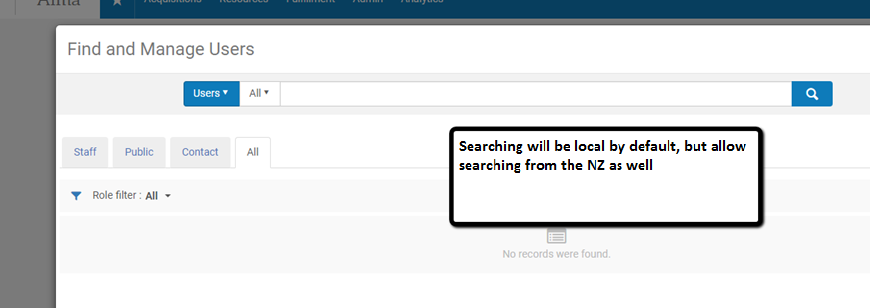 Alma
Acquisitions Resources Fulfillment Admin Analytics
Find and Manage Users
Users All
Staff Public Contact All
Searching will be local by default, but allow
searching from the NZ as well
Role filter : All
No records were found.